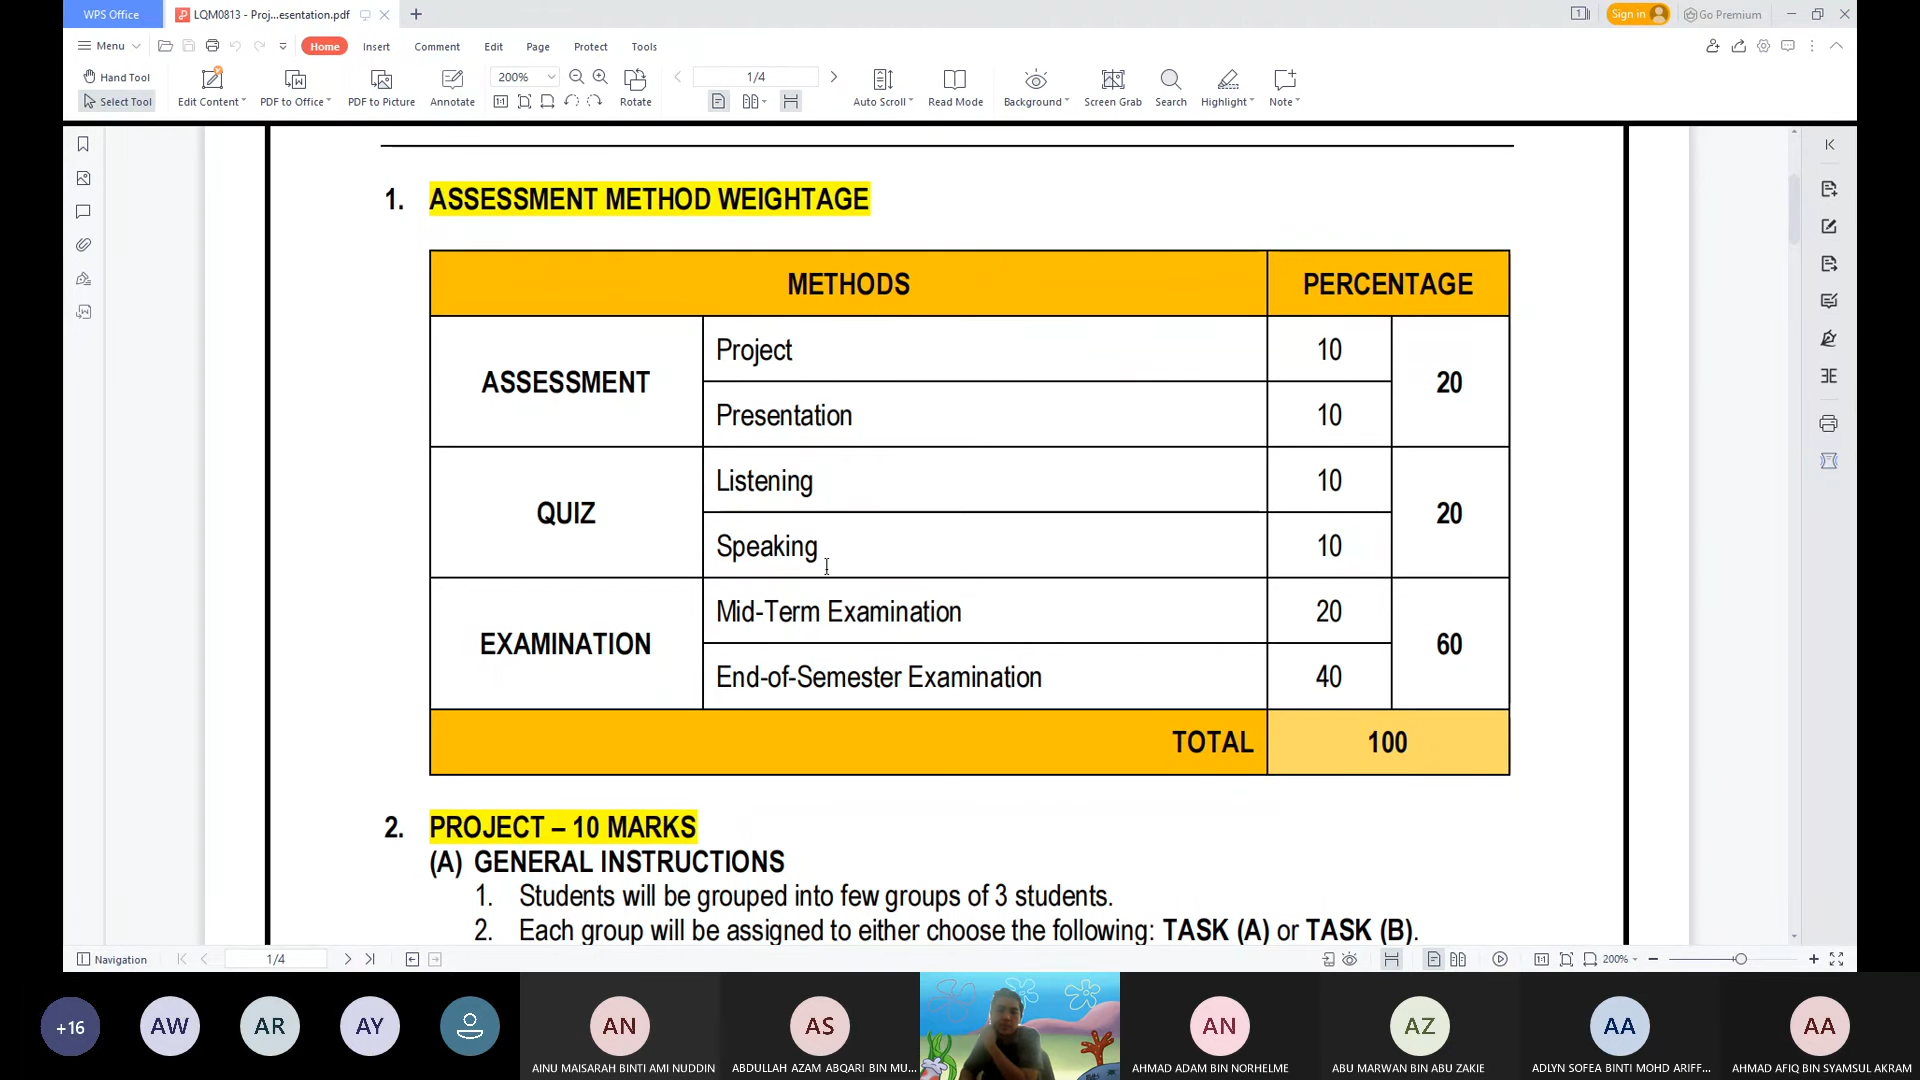 WPS Office
LQM0813 - Proj...esentation.pdf
Sign in
Go Premium
Menu
Home
Insert
Comment
Edit
Page
Protect
Tools
Hand Tool
Select Tool
Edit Content
PDF to Office
PDF to Picture
Annotate
200%
Rotate
1/4
Auto Scroll
Read Mode
Background
Screen Grab
Search
Highlight
Note
1. ASSESSMENT METHOD WEIGHTAGE
METHODS PERCENTAGE
ASSESSMENT
Project 10
20
Presentation 10
QUIZ
Listening 10
20
Speaking 10
EXAMINATION
Mid-Term Examination 20
60
End-of-Semester Examination 40
TOTAL 100
2. PROJECT – 10 MARKS
(A) GENERAL INSTRUCTIONS
1. Students will be grouped into few groups of 3 students.
2. Each group will be assigned to either choose the following: TASK (A) or TASK (B).
Navigation
1/4
200%
+16
AW
AR
AY
AN
AINU MAISARAH BINTI AMI NUDDIN
AS
ABDULLAH AZAM ABQARI BIN MU...
AN
AHMAD ADAM BIN NORHELME
AZ
ABU MARWAN BIN ABU ZAKIE
AA
ADLYN SOFEA BINTI MOHD ARIFF...
AA
AHMAD AFIQ BIN SYAMSUL AKRAM